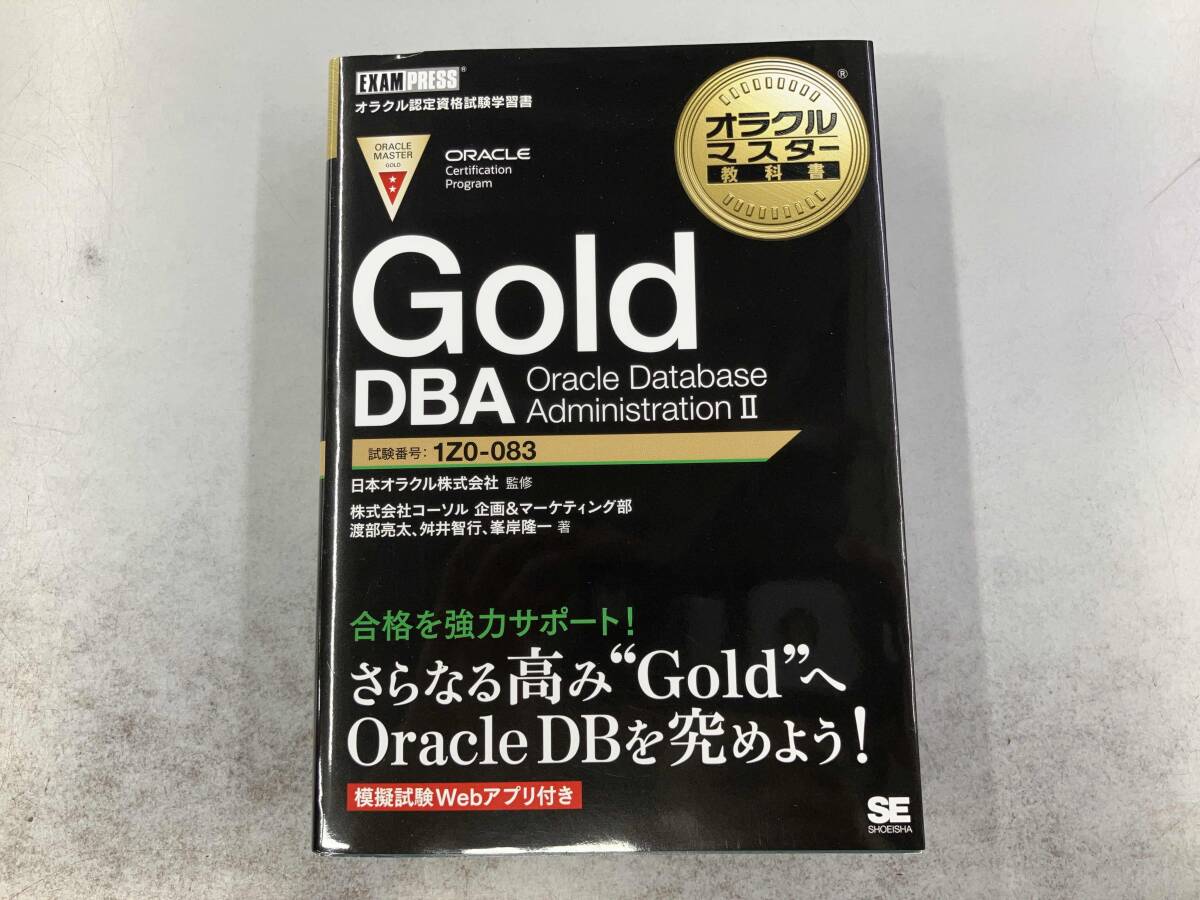 EXAMPRESS®
オラクル認定資格試験学習書
ORACLE
MASTER
GOLD
ORACLE
Certification
Program
オラクル
マスター
教科書
®
Gold
DBA
Oracle Database
Administration Ⅱ
試験番号: 1Z0-083
日本オラクル株式会社 監修
株式会社コーソル 企画&マーケティング部
渡部亮太、舛井智行、峯岸隆一 著
合格を強力サポート!
さらなる高み“Gold”へ
Oracle DBを究めよう!
模擬試験Webアプリ付き
SE
SHOEISHA